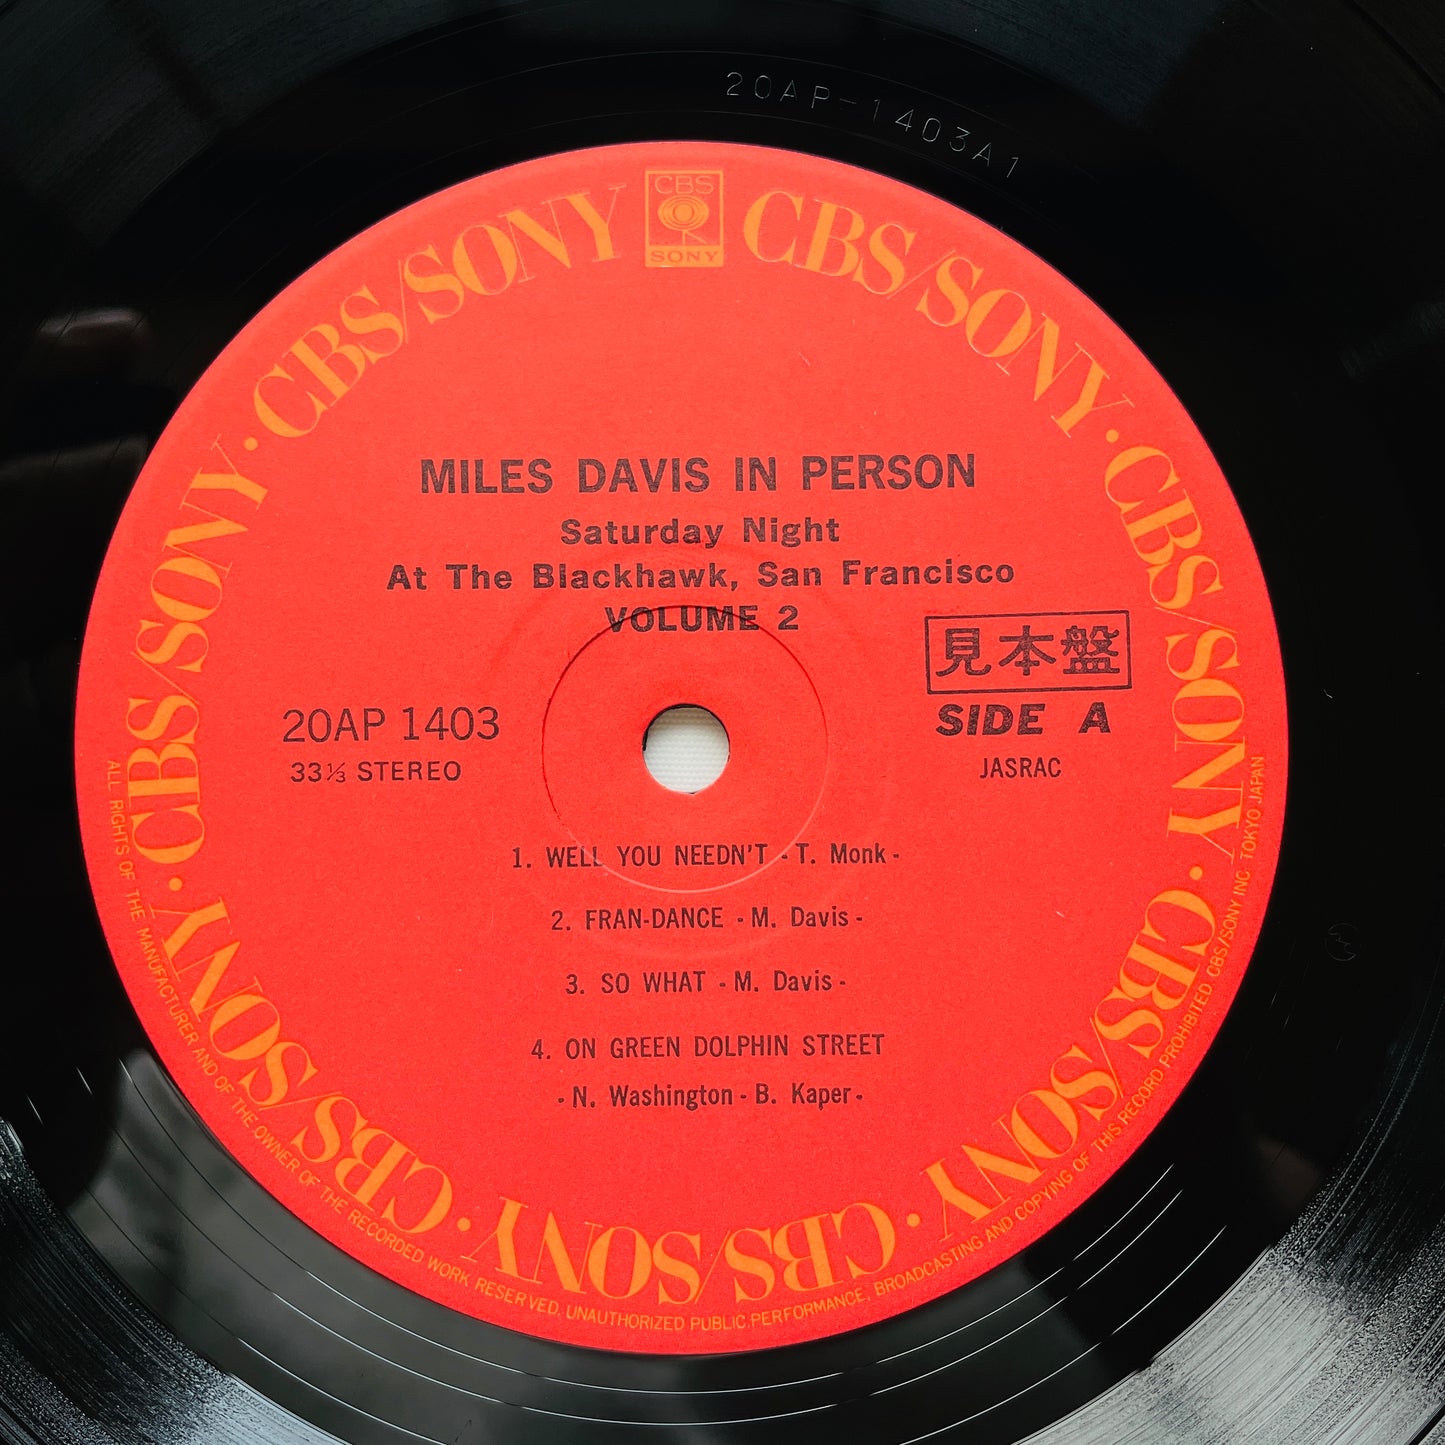 20AP-1403A1
CBS
SONY
CBS/SONY · CBS/SONY · CBS/SONY · CBS/SONY · CBS/SONY · CBS/SONY · CBS/SONY · CBS/SONY · CBS/SONY
MILES DAVIS IN PERSON
Saturday Night
At The Blackhawk, San Francisco
VOLUME 2
見本盤
20AP 1403
SIDE A
33⅓ STEREO
JASRAC
1. WELL YOU NEEDN'T - T. Monk -
2. FRAN-DANCE - M. Davis -
3. SO WHAT - M. Davis -
4. ON GREEN DOLPHIN STREET
- N. Washington - B. Kaper -
ALL RIGHTS OF THE MANUFACTURER AND OF THE OWNER OF THE RECORDED WORK RESERVED. UNAUTHORIZED PUBLIC PERFORMANCE, BROADCASTING AND COPYING OF THIS RECORD PROHIBITED. CBS/SONY INC. TOKYO JAPAN